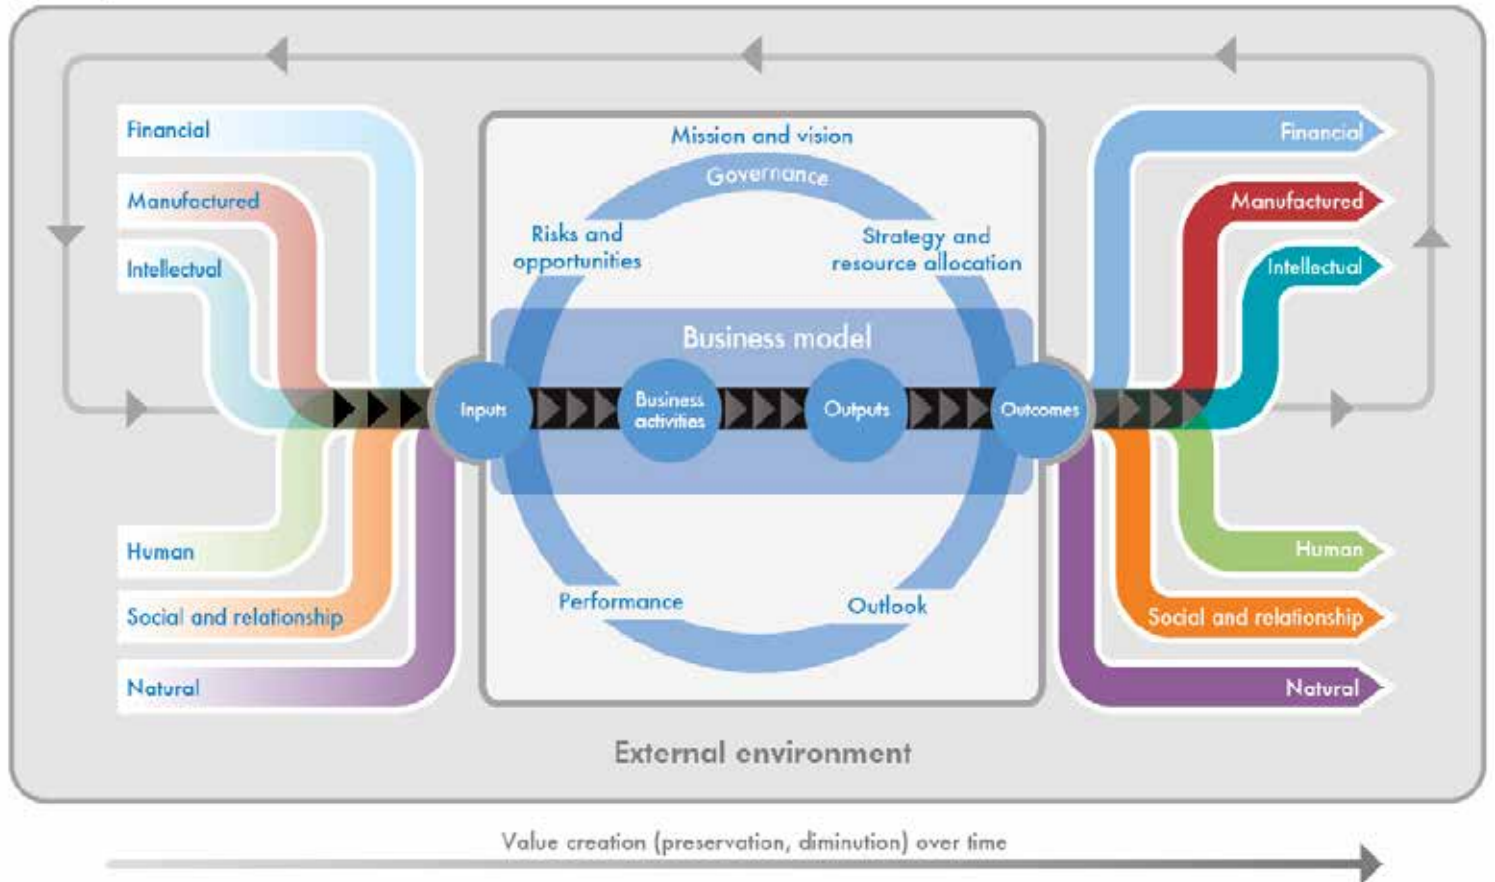 Financial
Manufactured
Intellectual
Human
Social and relationship
Natural
Mission and vision
Governance
Risks and
opportunities
Strategy and
resource allocation
Business model
Inputs
Business
activities
Outputs
Outcomes
Performance
Outlook
Financial
Manufactured
Intellectual
Human
Social and relationship
Natural
External environment
Value creation (preservation, diminution) over time